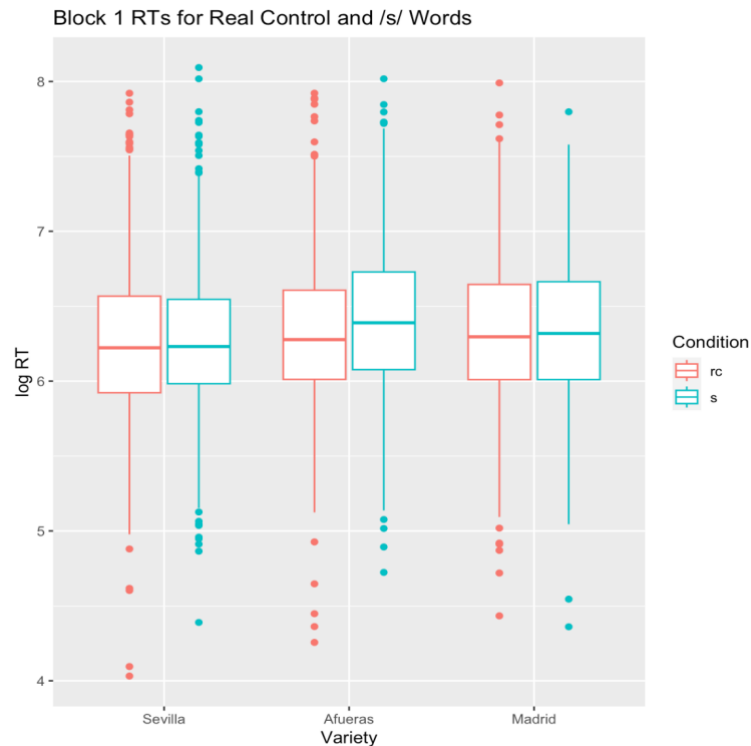 Block 1 RTs for Real Control and /s/ Words
8
7
6
5
4
log RT
Sevilla
Afueras
Madrid
Variety
Condition
rc
s